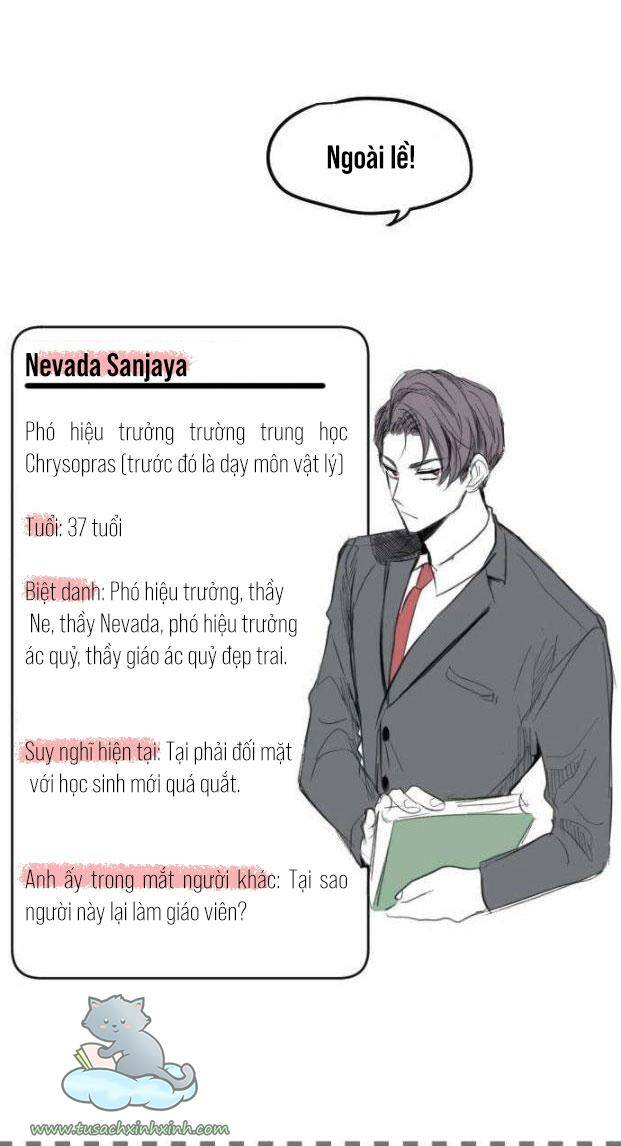 Ngoài lề!
Nevada Sanjaya
Phó hiệu trưởng trường trung học
Chrysopras (trước đó là dạy môn vật lý)
Tuổi: 37 tuổi
Biệt danh: Phó hiệu trưởng, thầy
Ne, thầy Nevada, phó hiệu trưởng
ác quỷ, thầy giáo ác quỷ đẹp trai.
Suy nghĩ hiện tại: Tại phải đối mặt
với học sinh mới quá quắt.
Anh ấy trong mắt người khác: Tại sao
người này lại làm giáo viên?
www.tusachxinhxinh.com